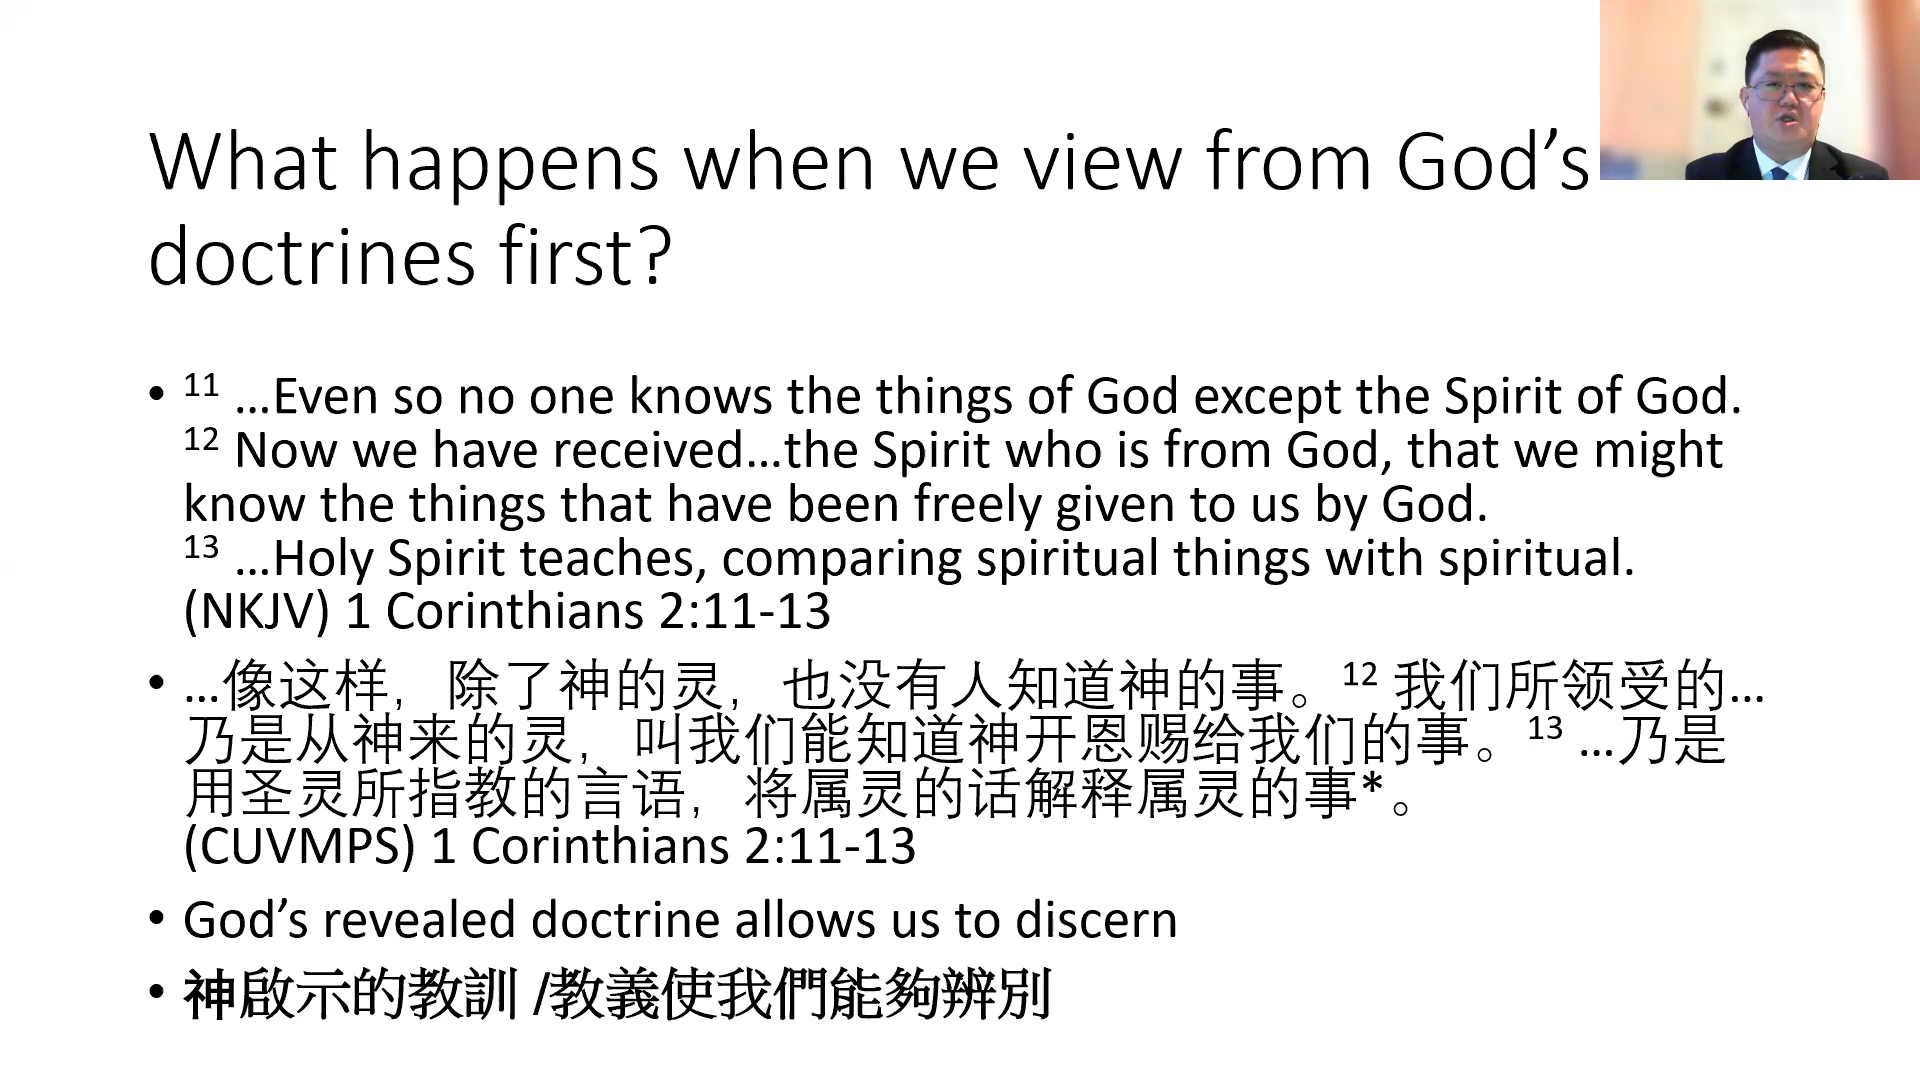 What happens when we view from God’s
doctrines first?
• 11 …Even so no one knows the things of God except the Spirit of God.
12 Now we have received…the Spirit who is from God, that we might
know the things that have been freely given to us by God.
13 …Holy Spirit teaches, comparing spiritual things with spiritual.
(NKJV) 1 Corinthians 2:11-13
• …像这样，除了神的灵，也没有人知道神的事。12 我们所领受的…
乃是从神来的灵，叫我们能知道神开恩赐给我们的事。13 …乃是
用圣灵所指教的言语，将属灵的话解释属灵的事*。
(CUVMPS) 1 Corinthians 2:11-13
• God’s revealed doctrine allows us to discern
• 神啟示的教訓 /教義使我們能夠辨別